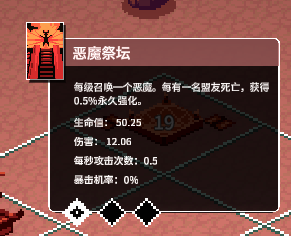 恶魔祭坛
每级召唤一个恶魔。每有一名盟友死亡，获得
0.5%永久强化。
生命值： 50.25
19
伤害： 12.06
每秒攻击次数：0.5
暴击机率：0%